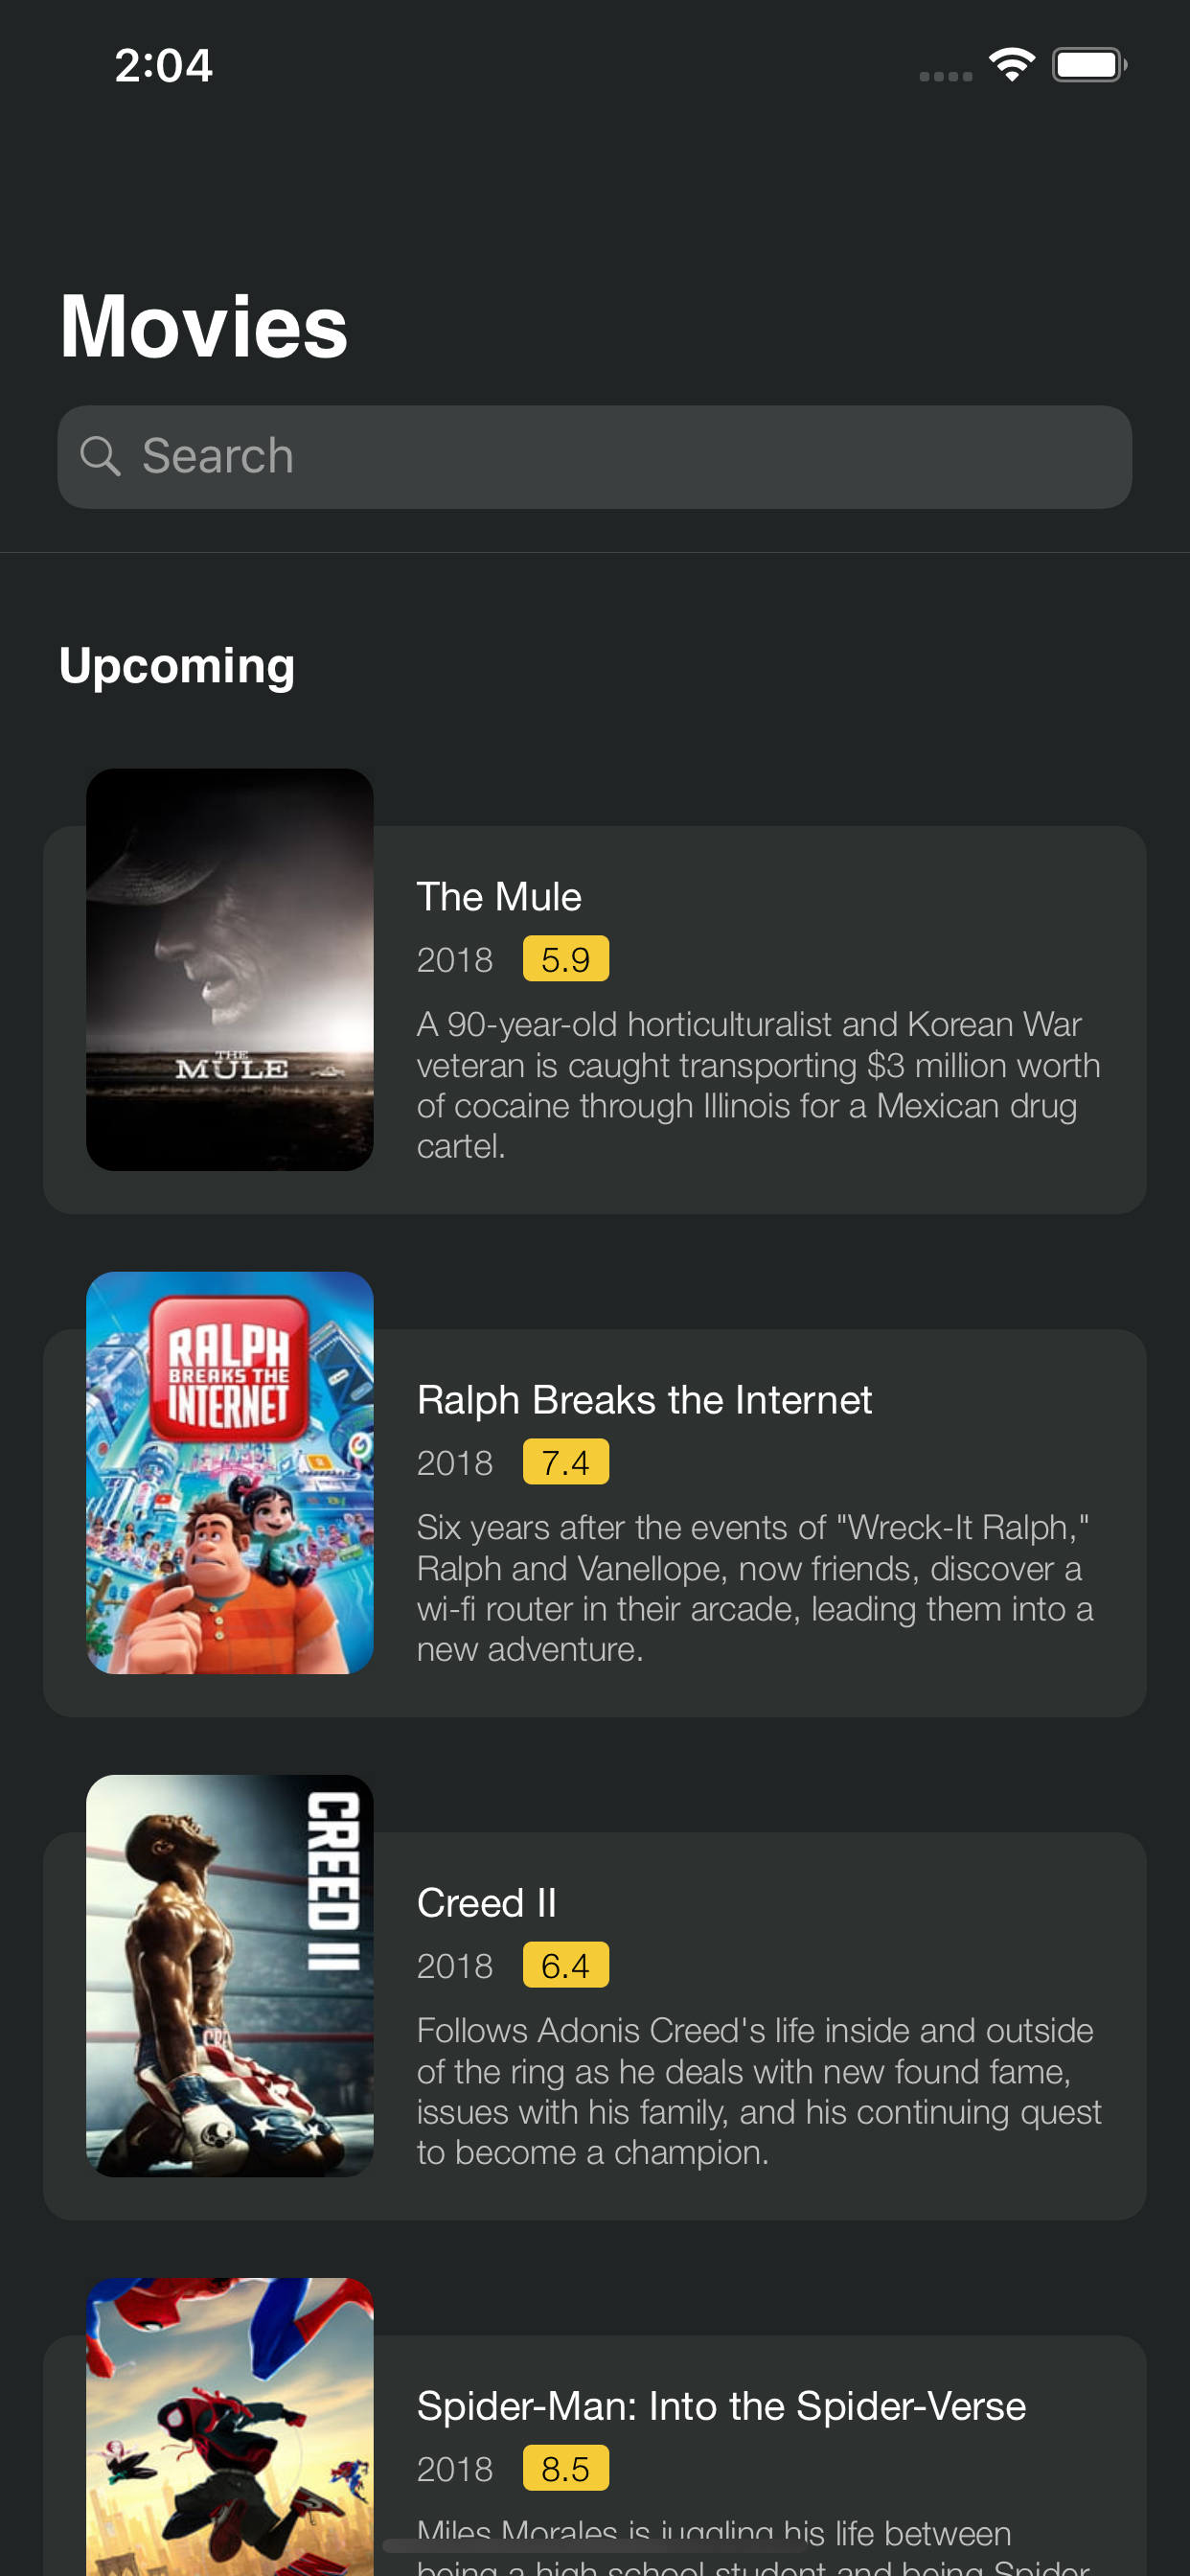 2:04
Movies
Search
Upcoming
THE
MULE
The Mule
2018 5.9
A 90-year-old horticulturalist and Korean War
veteran is caught transporting $3 million worth
of cocaine through Illinois for a Mexican drug
cartel.
RALPH
BREAKS THE
INTERNET
Ralph Breaks the Internet
2018 7.4
Six years after the events of "Wreck-It Ralph,"
Ralph and Vanellope, now friends, discover a
wi-fi router in their arcade, leading them into a
new adventure.
CREED II
Creed II
2018 6.4
Follows Adonis Creed's life inside and outside
of the ring as he deals with new found fame,
issues with his family, and his continuing quest
to become a champion.
Spider-Man: Into the Spider-Verse
2018 8.5
Miles Morales is juggling his life between
being a high school student and being Spider